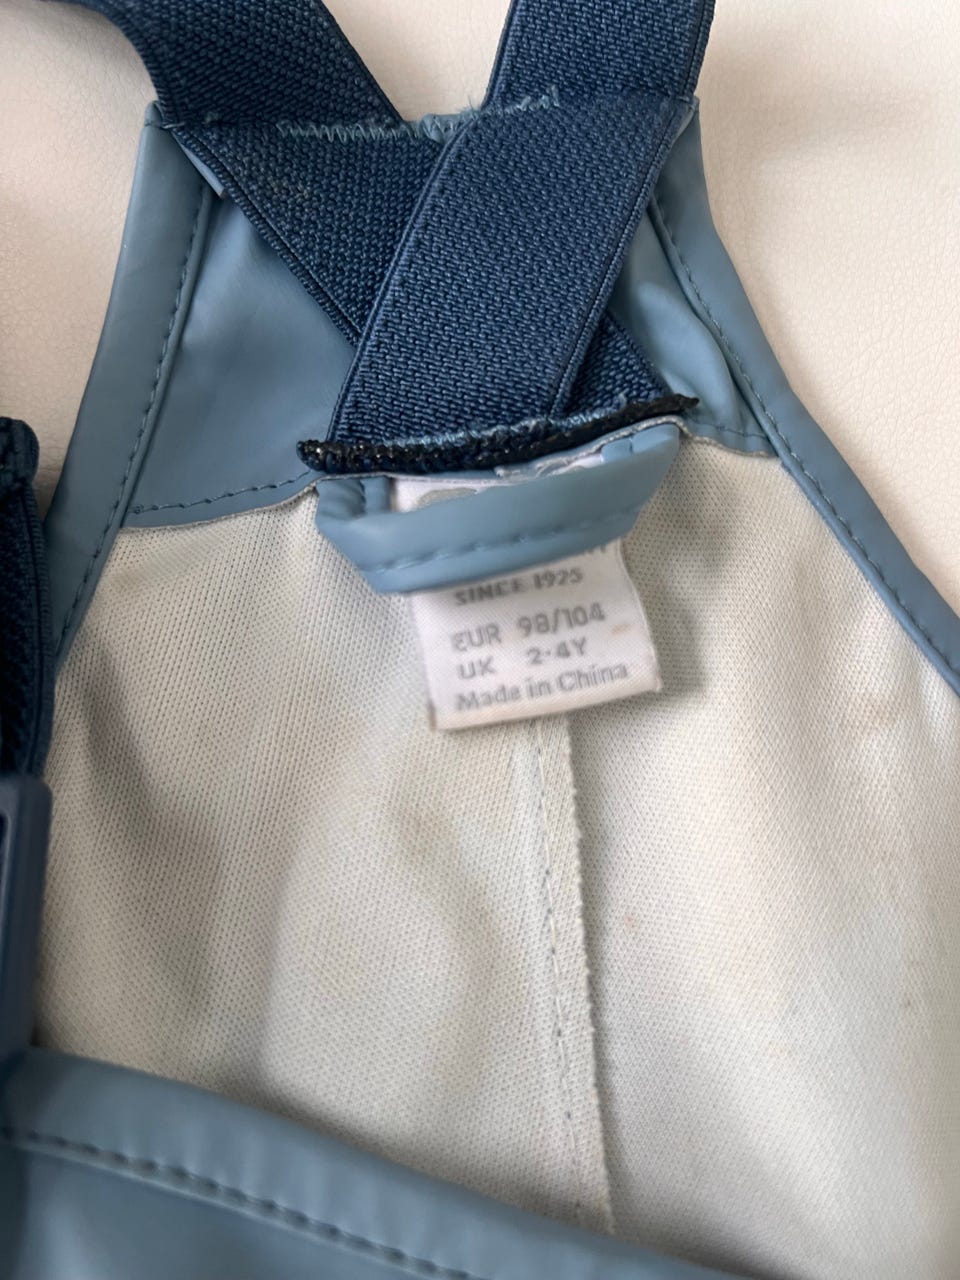 SINCE 1925
EUR 98/104
UK 2-4Y
Made in China